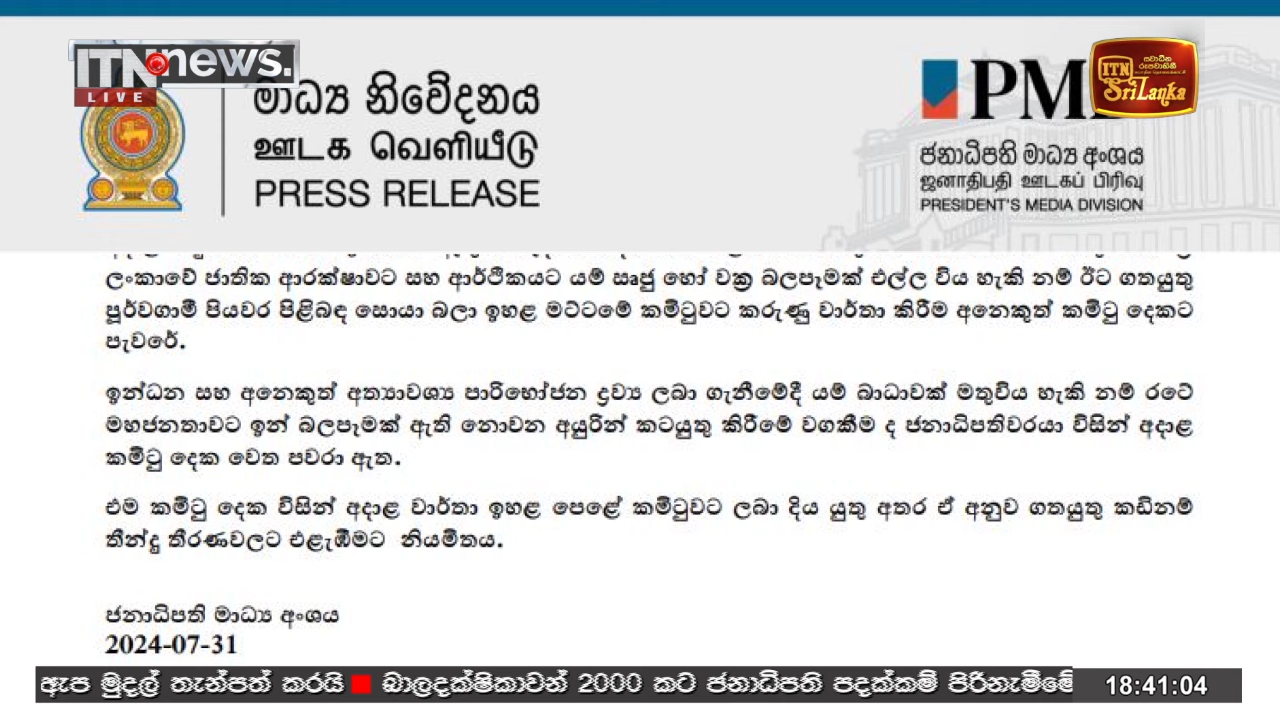 ITN news.
LIVE
මාධ්‍ය නිවේදනය
ஊடக வெளியீடு
PRESS RELEASE
ITN
ස්වාධීන
රූපවාහිනී
Sri Lanka
ජනාධිපති මාධ්‍ය අංශය
ஜனாதிபதி ஊடகப் பிரிவு
PRESIDENT'S MEDIA DIVISION
ලංකාවේ ජාතික ආරක්ෂාවට සහ ආර්ථිකයට යම් සෘජු හෝ වක්‍ර බලපෑමක් එල්ල විය හැකි නම් ඊට ගතයුතු
පූර්වගාමී පියවර පිළිබඳ සොයා බලා ඉහළ මට්ටමේ කමිටුවට කරුණු වාර්තා කිරීම අනෙකුත් කමිටු දෙකට
පැවරේ.
ඉන්ධන සහ අනෙකුත් අත්‍යාවශ්‍ය පාරිභෝජන ද්‍රව්‍ය ලබා ගැනීමේදී යම් බාධාවක් මතුවිය හැකි නම් රටේ
මහජනතාවට ඉන් බලපෑමක් ඇති නොවන අයුරින් කටයුතු කිරීමේ වගකීම ද ජනාධිපතිවරයා විසින් අදාළ
කමිටු දෙක වෙත පවරා ඇත.
එම කමිටු දෙක විසින් අදාළ වාර්තා ඉහළ පෙළේ කමිටුවට ලබා දිය යුතු අතර ඒ අනුව ගතයුතු කඩිනම්
තීන්දු තීරණවලට එළැඹීමට නියමිතය.
ජනාධිපති මාධ්‍ය අංශය
2024-07-31
ඇප මුදල් තැන්පත් කරයි ■ බාලදක්ෂිකාවන් 2000 කට ජනාධිපති පදක්කම් පිරිනැමීමේ
18:41:04